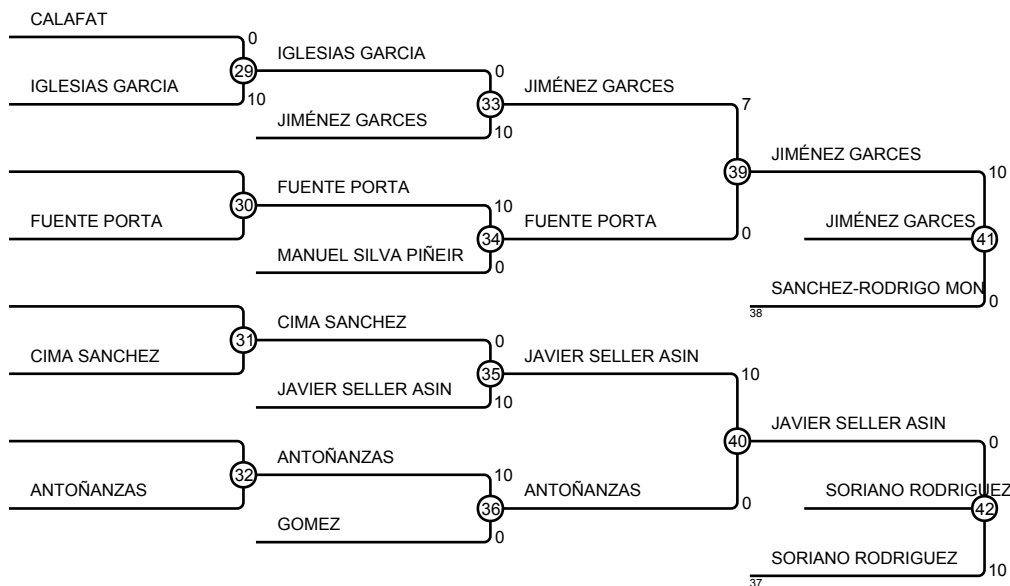 CALAFAT
0
29
IGLESIAS GARCIA
IGLESIAS GARCIA
10
0
33
JIMÉNEZ GARCES
JIMÉNEZ GARCES
10
7
39
JIMÉNEZ GARCES
30
FUENTE PORTA
FUENTE PORTA
10
34
FUENTE PORTA
MANUEL SILVA PIÑEIR
0
0
10
JIMÉNEZ GARCES
41
SANCHEZ-RODRIGO MON
0
38
31
CIMA SANCHEZ
CIMA SANCHEZ
0
35
JAVIER SELLER ASIN
JAVIER SELLER ASIN
10
10
40
JAVIER SELLER ASIN
32
ANTOÑANZAS
ANTOÑANZAS
10
36
ANTOÑANZAS
GOMEZ
0
0
0
SORIANO RODRIGUEZ
42
SORIANO RODRIGUEZ
10
37